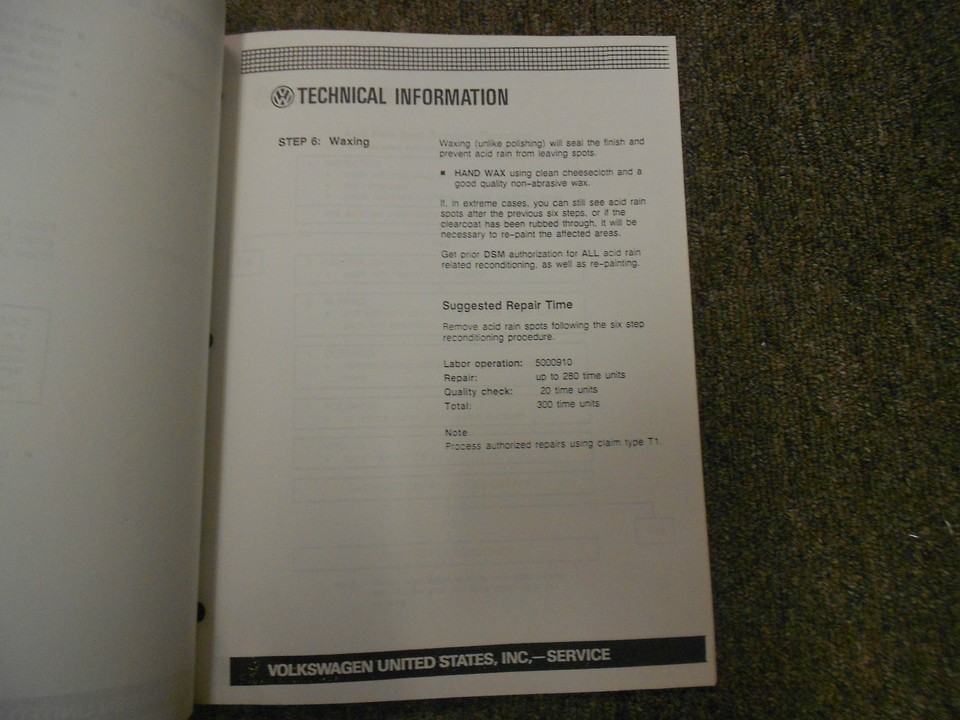 TECHNICAL INFORMATION
STEP 6: Waxing
Waxing (unlike polishing) will seal the finish and
prevent acid rain from leaving spots.
■ HAND WAX using clean cheesecloth and a
good quality non-abrasive wax.
If, in extreme cases, you can still see acid rain
spots after the previous six steps, or if the
clearcoat has been rubbed through, it will be
necessary to re-paint the affected areas.
Get prior DSM authorization for ALL acid rain
related reconditioning, as well as re-painting.
Suggested Repair Time
Remove acid rain spots following the six step
reconditioning procedure.
Labor operation: 5000910
Repair: up to 280 time units
Quality check: 20 time units
Total: 300 time units
Note
Process authorized repairs using claim type T1.
VOLKSWAGEN UNITED STATES, INC,—SERVICE